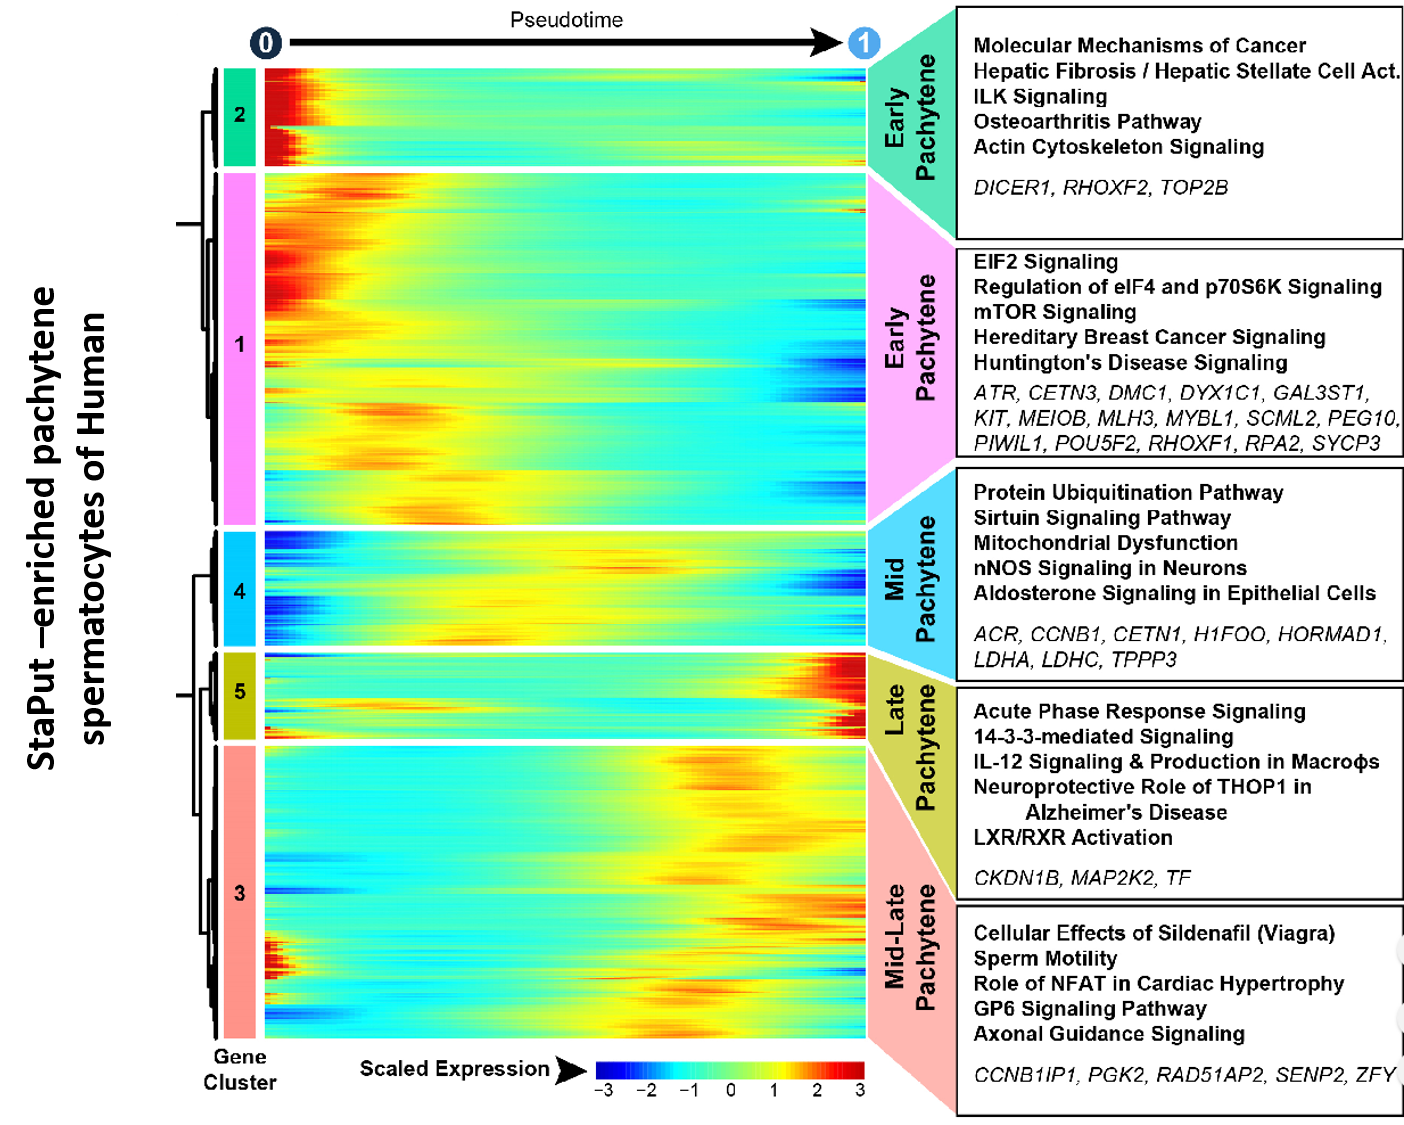 Pseudotime
0
1
StaPut –enriched pachytene
spermatocytes of Human
2
Early
Pachytene
Molecular Mechanisms of Cancer
Hepatic Fibrosis / Hepatic Stellate Cell Act.
ILK Signaling
Osteoarthritis Pathway
Actin Cytoskeleton Signaling
DICER1, RHOXF2, TOP2B
1
Early
Pachytene
EIF2 Signaling
Regulation of eIF4 and p70S6K Signaling
mTOR Signaling
Hereditary Breast Cancer Signaling
Huntington's Disease Signaling
ATR, CETN3, DMC1, DYX1C1, GAL3ST1,
KIT, MEIOB, MLH3, MYBL1, SCML2, PEG10,
PIWIL1, POU5F2, RHOXF1, RPA2, SYCP3
4
Mid
Pachytene
Protein Ubiquitination Pathway
Sirtuin Signaling Pathway
Mitochondrial Dysfunction
nNOS Signaling in Neurons
Aldosterone Signaling in Epithelial Cells
ACR, CCNB1, CETN1, H1FOO, HORMAD1,
LDHA, LDHC, TPPP3
5
Late
Pachytene
Acute Phase Response Signaling
14-3-3-mediated Signaling
IL-12 Signaling & Production in Macroϕs
Neuroprotective Role of THOP1 in
Alzheimer's Disease
LXR/RXR Activation
CKDN1B, MAP2K2, TF
3
Mid-Late
Pachytene
Cellular Effects of Sildenafil (Viagra)
Sperm Motility
Role of NFAT in Cardiac Hypertrophy
GP6 Signaling Pathway
Axonal Guidance Signaling
CCNB1IP1, PGK2, RAD51AP2, SENP2, ZFY
Gene
Cluster
Scaled Expression
−3 −2 −1 0 1 2 3